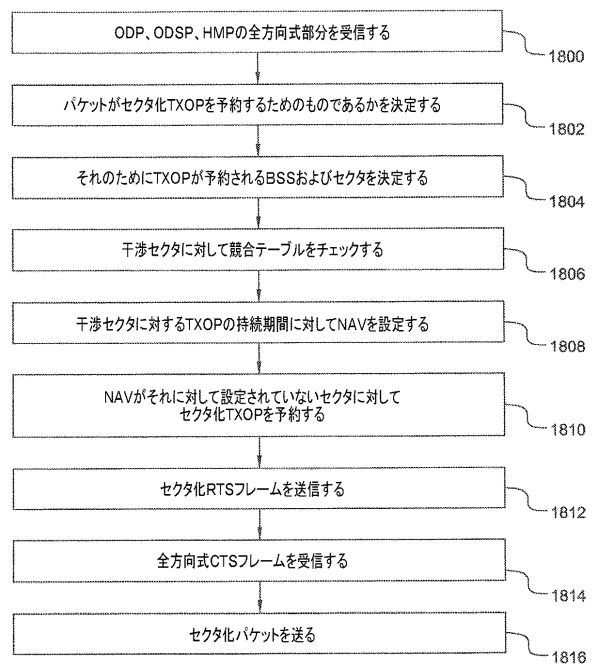 ODP、ODSP、HMPの全方向式部分を受信する
1800
パケットがセクタ化TXOPを予約するためのものであるかを決定する
1802
それのためにTXOPが予約されるBSSおよびセクタを決定する
1804
干渉セクタに対して競合テーブルをチェックする
1806
干渉セクタに対するTXOPの持続期間に対してNAVを設定する
1808
NAVがそれに対して設定されていないセクタに対して
セクタ化TXOPを予約する
1810
セクタ化RTSフレームを送信する
1812
全方向式CTSフレームを受信する
1814
セクタ化パケットを送る
1816